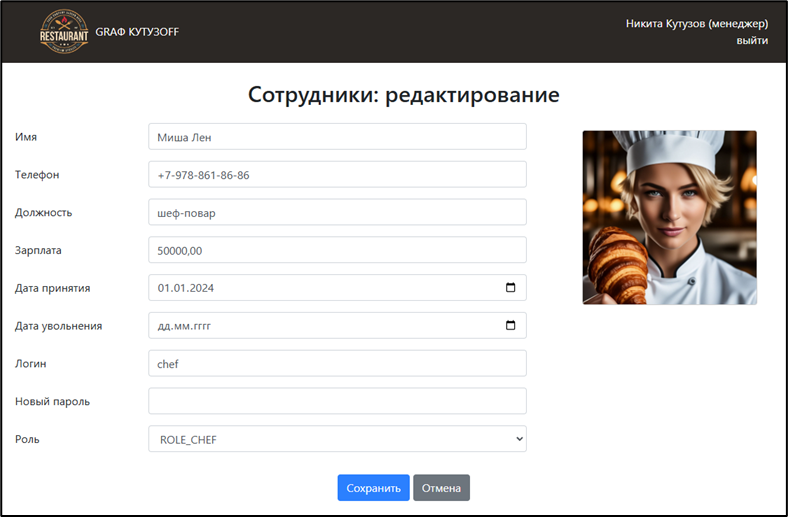 RESTAURANT
GRAФ КУТУЗOFF
Никита Кутузов (менеджер)
выйти
Сотрудники: редактирование
Имя
Миша Лен
Телефон
+7-978-861-86-86
Должность
шеф-повар
Зарплата
50000,00
Дата принятия
01.01.2024
Дата увольнения
дд.мм.гггг
Логин
chef
Новый пароль
Роль
ROLE_CHEF
Сохранить
Отмена